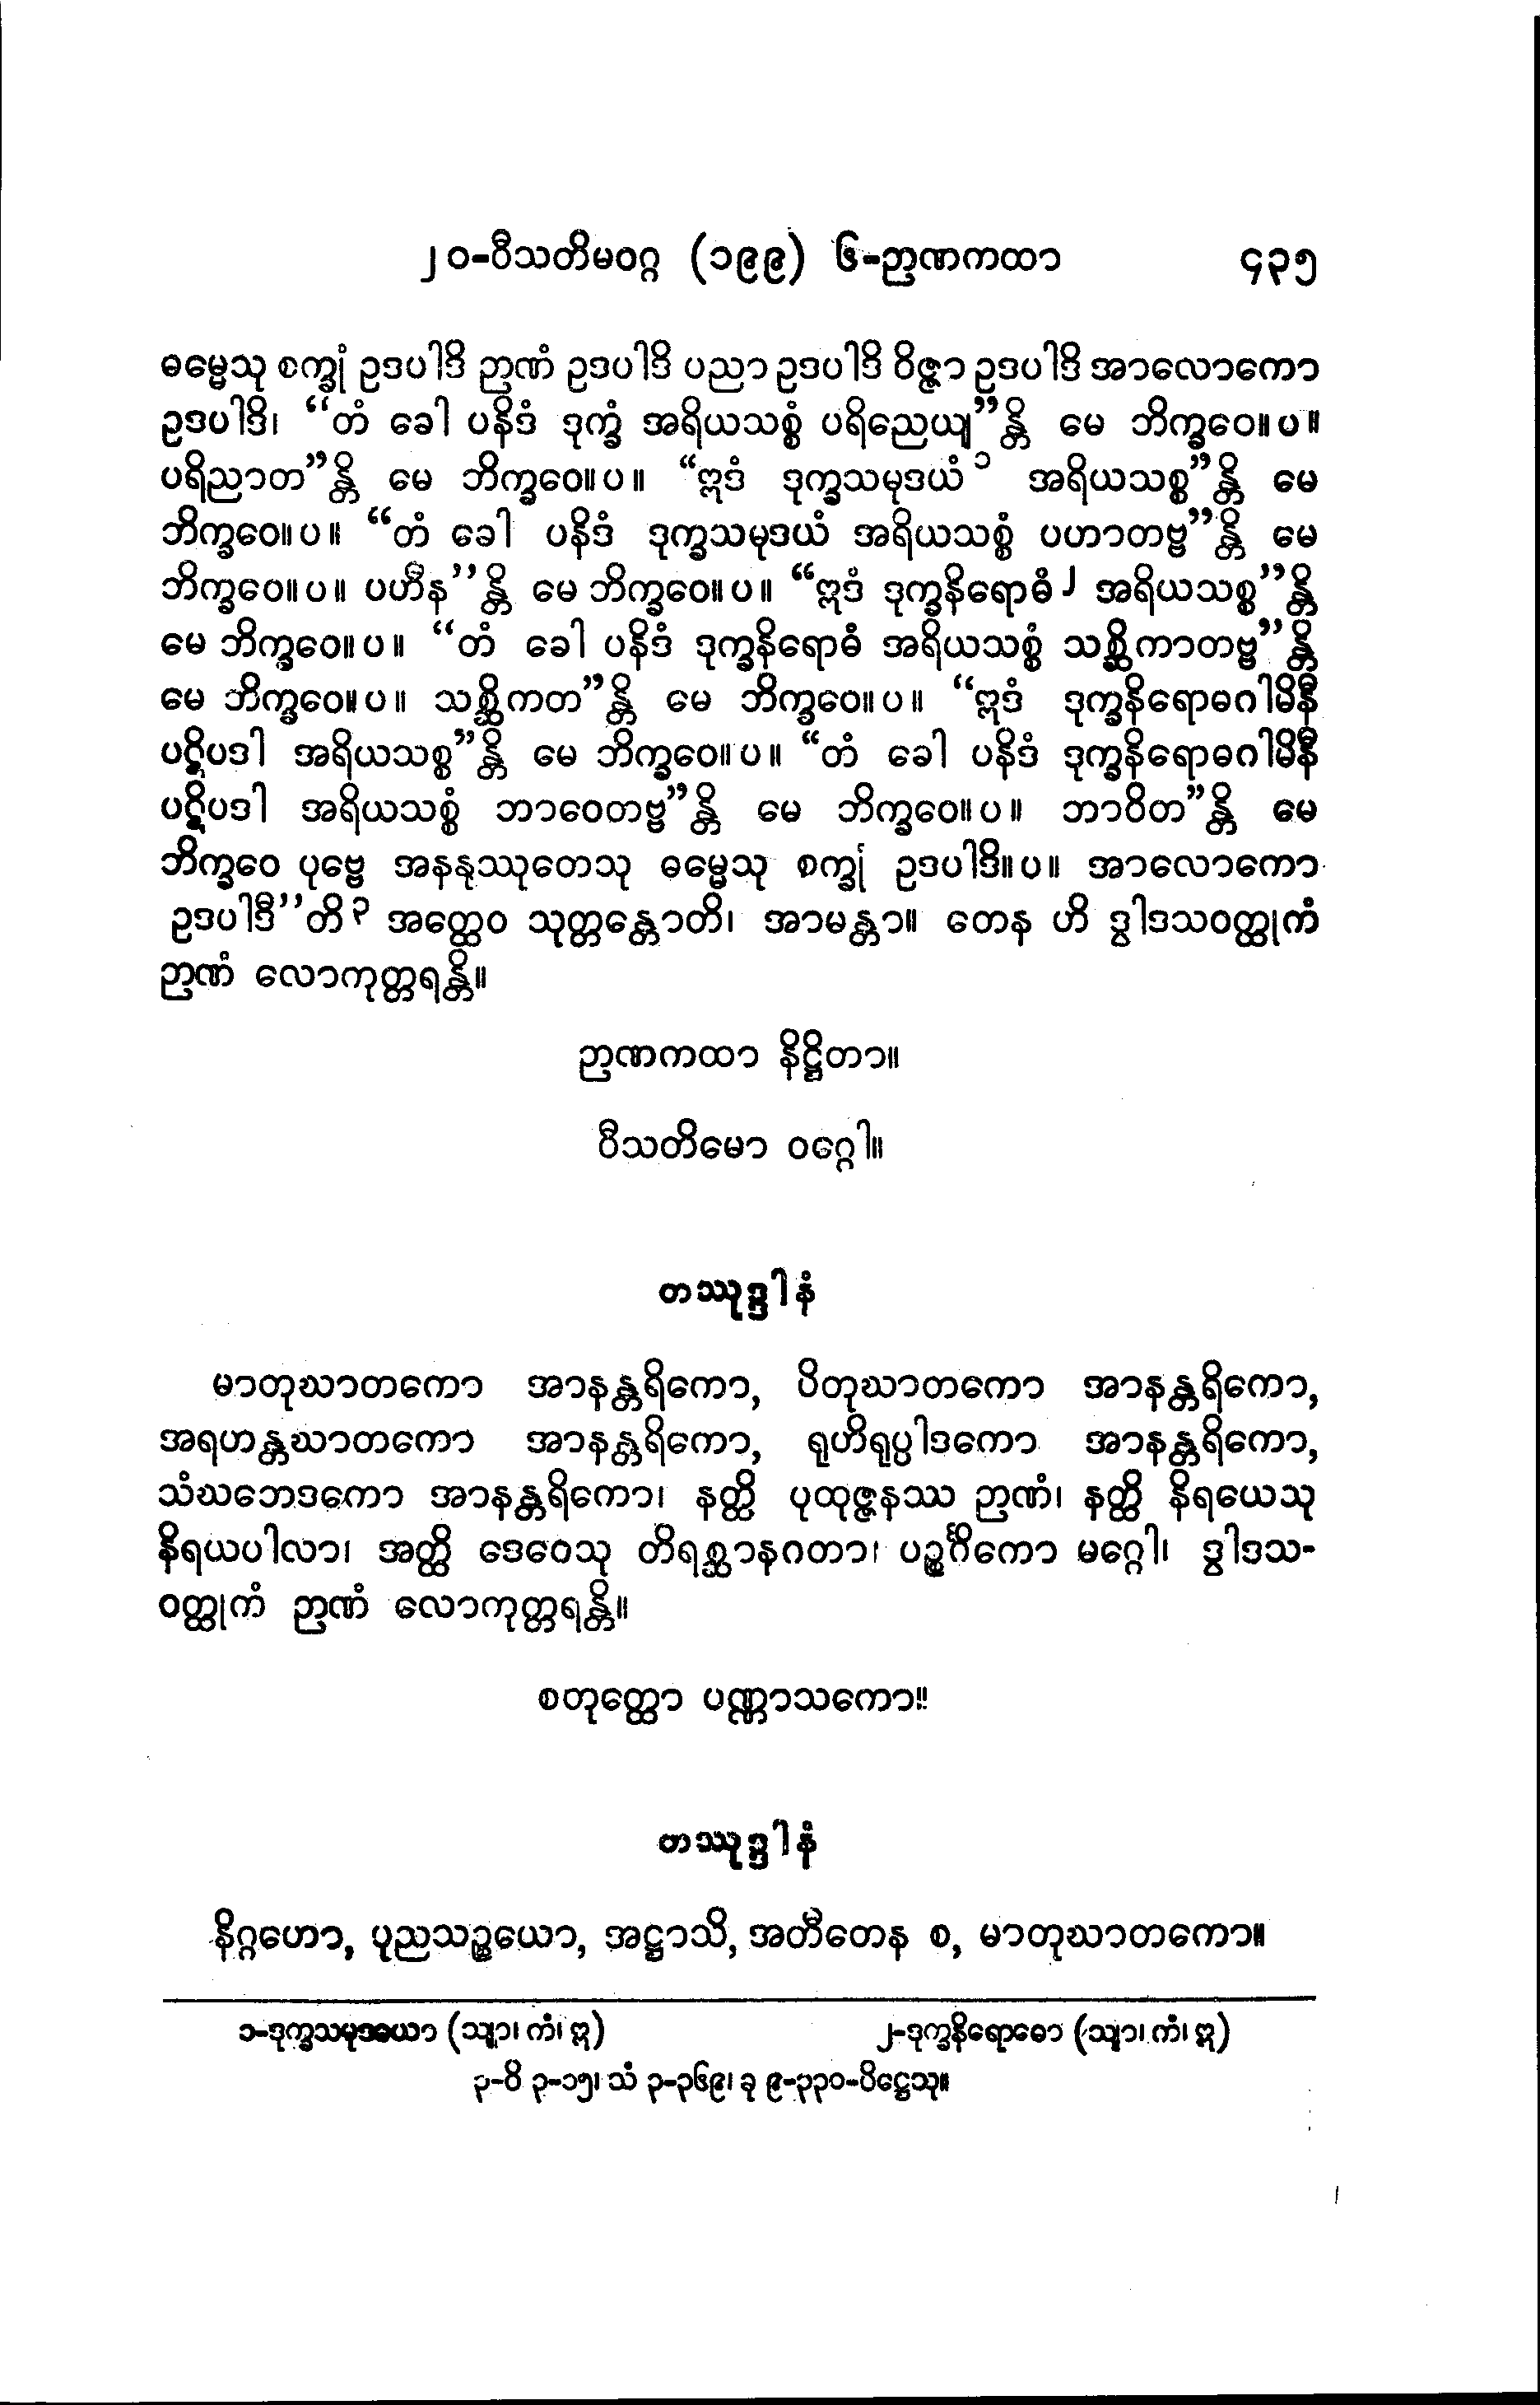 ၂၀-ဝီသတိမဝဂ္ဂ (၁၉၉) ၆-ဉာဏကထာ ၄၃၅
ဓမ္မေသု စက္ခုံ ဥဒပါဒိ ဉာဏံ ဥဒပါဒိ ပညာ ဥဒပါဒိ ဝိဇ္ဇာ ဥဒပါဒိ အာလောကော
ဥဒပါဒိ၊ “တံ ခေါ ပနိဒံ ဒုက္ခံ အရိယသစ္စံ ပရိညေယျ”န္တိ မေ ဘိက္ခဝေ။ပ။
ပရိညာတ”န္တိ မေ ဘိက္ခဝေ။ပ။ “ဣဒံ ဒုက္ခသမုဒယံ၁ အရိယသစ္စ”န္တိ မေ
ဘိက္ခဝေ။ပ။ “တံ ခေါ ပနိဒံ ဒုက္ခသမုဒယံ အရိယသစ္စံ ပဟာတဗ္ဗ”န္တိ မေ
ဘိက္ခဝေ။ပ။ ပဟီန”န္တိ မေ ဘိက္ခဝေ။ပ။ “ဣဒံ ဒုက္ခနိရောဓံ၂ အရိယသစ္စ”န္တိ
မေ ဘိက္ခဝေ။ပ။ “တံ ခေါ ပနိဒံ ဒုက္ခနိရောဓံ အရိယသစ္စံ သစ္ဆိကာတဗ္ဗ”န္တိ
မေ ဘိက္ခဝေ။ပ။ သစ္ဆိကတ”န္တိ မေ ဘိက္ခဝေ။ပ။ “ဣဒံ ဒုက္ခနိရောဓဂါမိနီ
ပဋိပဒါ အရိယသစ္စ”န္တိ မေ ဘိက္ခဝေ။ပ။ “တံ ခေါ ပနိဒံ ဒုက္ခနိရောဓဂါမိနီ
ပဋိပဒါ အရိယသစ္စံ ဘာဝေတဗ္ဗ”န္တိ မေ ဘိက္ခဝေ။ပ။ ဘာဝိတ”န္တိ မေ
ဘိက္ခဝေ ပုဗ္ဗေ အနနုဿုတေသု ဓမ္မေသု စက္ခုံ ဥဒပါဒိ။ပ။ အာလောကော
ဥဒပါဒီ”တိ၃ အတ္ထေဝ သုတ္တန္တောတိ၊ အာမန္တာ။ တေန ဟိ ဒွါဒသဝတ္ထုကံ
ဉာဏံ လောကုတ္တရန္တိ။
ဉာဏကထာ နိဋ္ဌိတာ။
ဝီသတိမော ဝဂ္ဂေါ။
တဿုဒ္ဒါနံ
မာတုဃာတကော အာနန္တရိကော, ပိတုဃာတကော အာနန္တရိကော,
အရဟန္တဃာတကော အာနန္တရိကော, ရုဟိရုပ္ပါဒကော အာနန္တရိကော,
သံဃဘေဒကော အာနန္တရိကော၊ နတ္ထိ ပုထုဇ္ဇနဿ ဉာဏံ၊ နတ္ထိ နိရယေသု
နိရယပါလာ၊ အတ္ထိ ဒေဝေသု တိရစ္ဆာနဂတာ၊ ပဉ္စင်္ဂိကော မဂ္ဂေါ၊ ဒွါဒသ-
ဝတ္ထုကံ ဉာဏံ လောကုတ္တရန္တိ။
စတုတ္ထော ပဏ္ဏာသကော။
တဿုဒ္ဒါနံ
နိဂ္ဂဟော, ပုညသဉ္စယော, အဋ္ဌာသိ, အတီတေန စ, မာတုဃာတကော။
၁-ဒုက္ခသမုဒယော (သျာ၊ ကံ၊ ဣ) ၂-ဒုက္ခနိရောဓော (သျာ၊ ကံ၊ ဣ)
၃-ဝိ ၃-၁၅၊ သံ ၃-၃၆၉၊ ခု ၉-၃၃၀-ပိဋ္ဌေသု။